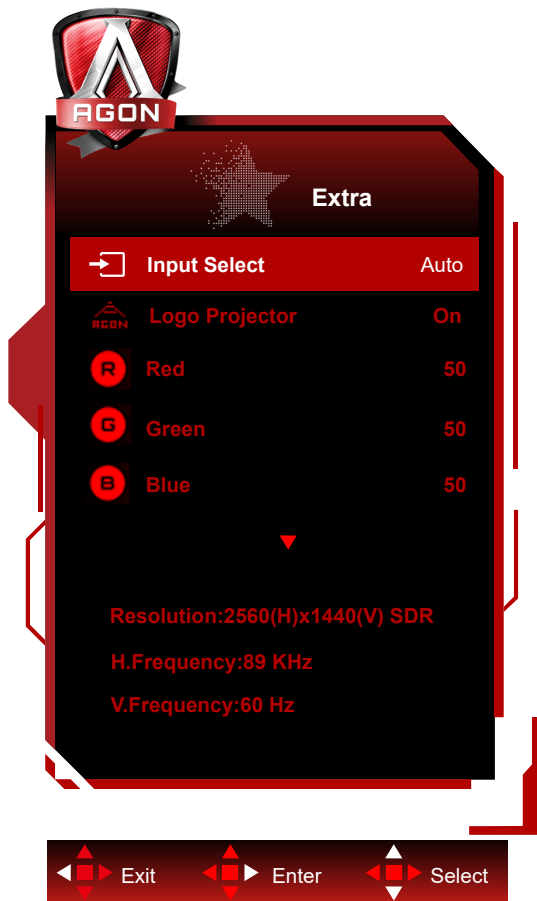 AGON
Extra
Input Select Auto
AGON Logo Projector On
R Red 50
G Green 50
B Blue 50
Resolution:2560(H)x1440(V) SDR
H.Frequency:89 KHz
V.Frequency:60 Hz
Exit Enter Select